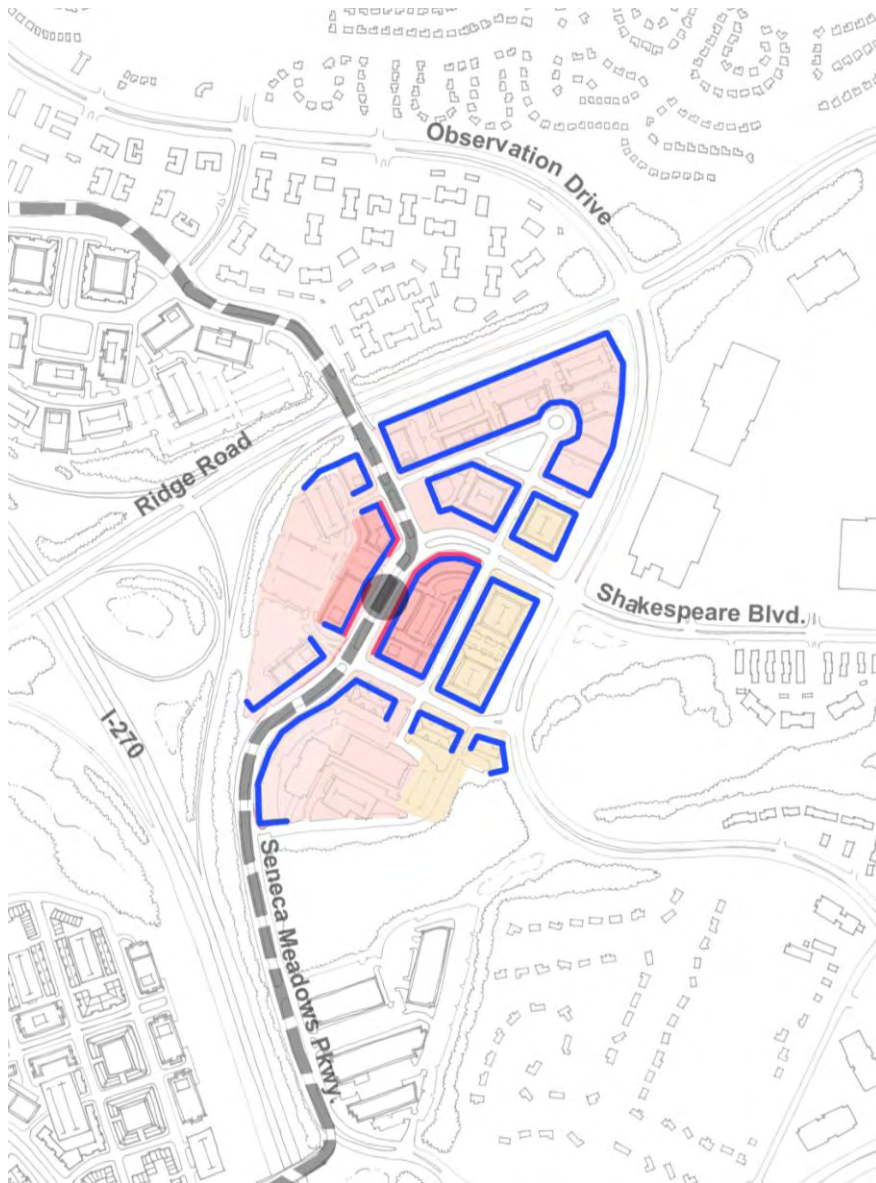 Observation Drive
Ridge Road
Shakespeare Blvd.
I-270
Seneca Meadows Pkwy.